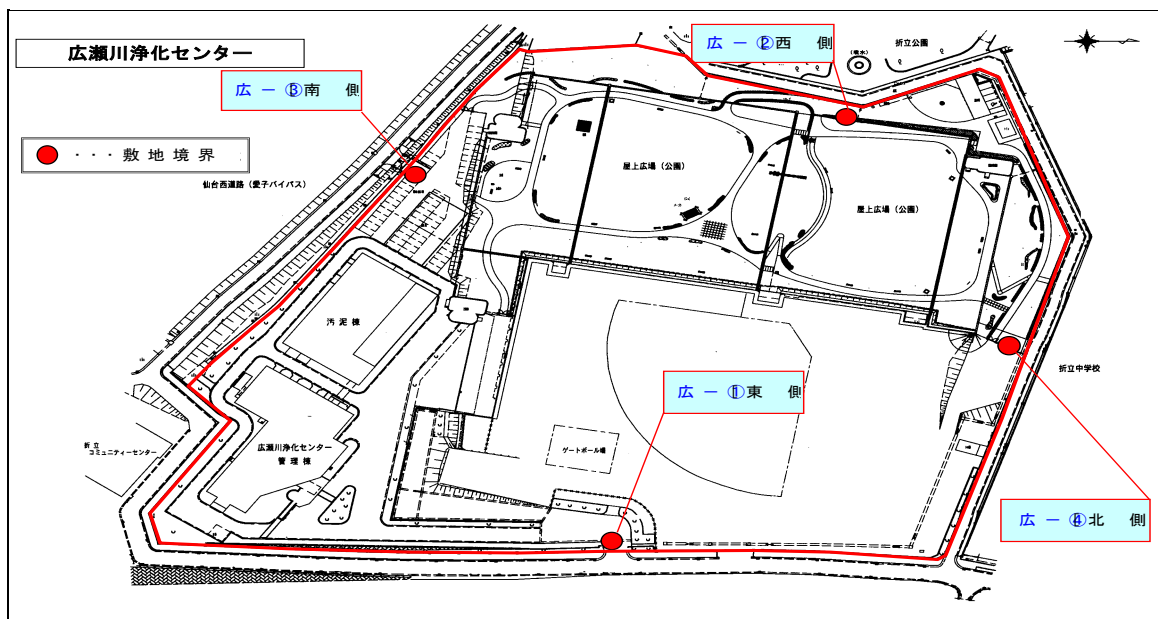 広瀬川浄化センター
広 － ②西 側
折立公園
(噴水)
広 － ③南 側
● ・・・敷地境界
仙台西道路（愛子バイパス）
屋上広場（公園）
屋上広場（公園）
汚泥棟
折立中学校
広 － ①東 側
折立
コミュニティーセンター
広瀬川浄化センター
管理棟
ゲートボール場
広 － ④北 側